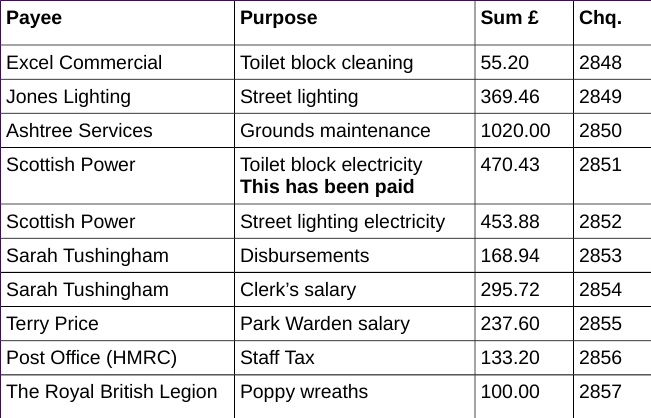 Payee Purpose Sum £ Chq.
Excel Commercial Toilet block cleaning 55.20 2848
Jones Lighting Street lighting 369.46 2849
Ashtree Services Grounds maintenance 1020.00 2850
Scottish Power Toilet block electricity 470.43 2851
This has been paid
Scottish Power Street lighting electricity 453.88 2852
Sarah Tushingham Disbursements 168.94 2853
Sarah Tushingham Clerk’s salary 295.72 2854
Terry Price Park Warden salary 237.60 2855
Post Office (HMRC) Staff Tax 133.20 2856
The Royal British Legion Poppy wreaths 100.00 2857